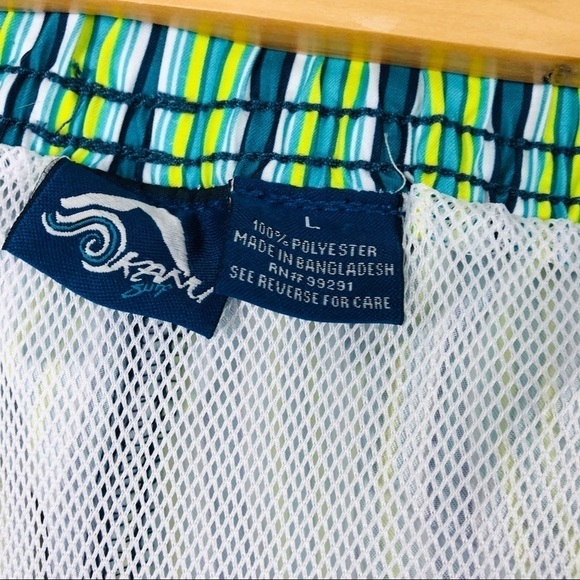 KANU
Surf
L
100% POLYESTER
MADE IN BANGLADESH
RN# 99291
SEE REVERSE FOR CARE